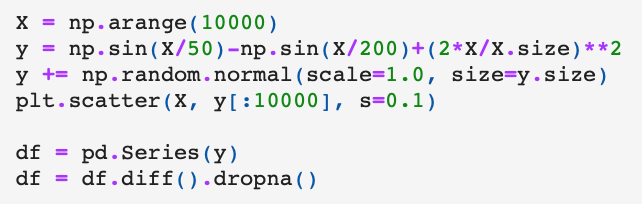 X = np.arange(10000)
y = np.sin(X/50)-np.sin(X/200)+(2*X/X.size)**2
y += np.random.normal(scale=1.0, size=y.size)
plt.scatter(X, y[:10000], s=0.1)
df = pd.Series(y)
df = df.diff().dropna()